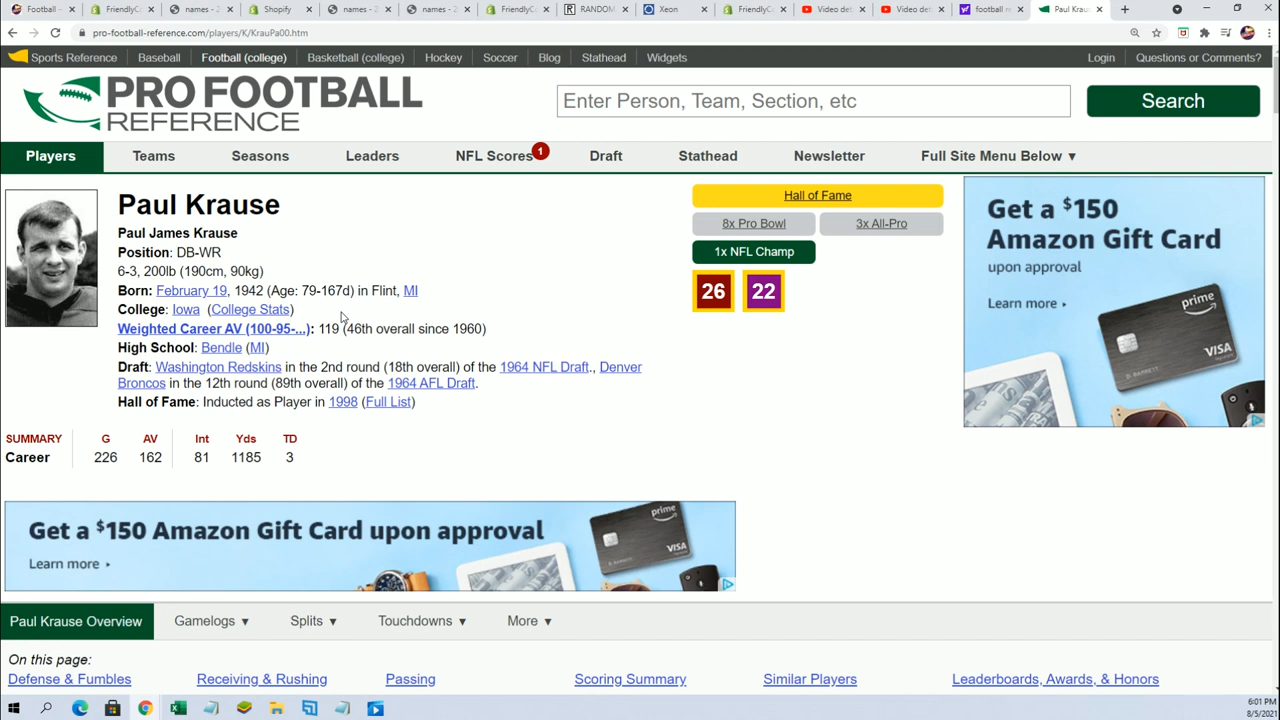 Football –
FriendlyC
names - 2
Shopify
names - 2
names - 2
FriendlyC
RANDOM
Xeon
FriendlyC
Video de
Video de
football r
Paul Krau
pro-football-reference.com/players/K/KrauPa00.htm
Sports Reference Baseball Football (college) Basketball (college) Hockey Soccer Blog Stathead Widgets Login Questions or Comments?
PRO FOOTBALL
REFERENCE
Enter Person, Team, Section, etc
Search
Players Teams Seasons Leaders NFL Scores 1 Draft Stathead Newsletter Full Site Menu Below ▼
Paul Krause
Paul James Krause
Position: DB-WR
6-3, 200lb (190cm, 90kg)
Born: February 19, 1942 (Age: 79-167d) in Flint, MI
College: Iowa (College Stats)
Weighted Career AV (100-95-...): 119 (46th overall since 1960)
High School: Bendle (MI)
Draft: Washington Redskins in the 2nd round (18th overall) of the 1964 NFL Draft., Denver
Broncos in the 12th round (89th overall) of the 1964 AFL Draft.
Hall of Fame: Inducted as Player in 1998 (Full List)
Hall of Fame
8x Pro Bowl 3x All-Pro
1x NFL Champ
26 22
Get a $150
Amazon Gift Card
upon approval
Learn more ▸
prime
VISA
D. BARRETT
SUMMARY G AV Int Yds TD
Career 226 162 81 1185 3
Get a $150 Amazon Gift Card upon approval
Learn more ▸
prime
VISA
Paul Krause Overview Gamelogs ▼ Splits ▼ Touchdowns ▼ More ▼
On this page:
Defense & Fumbles Receiving & Rushing Passing Scoring Summary Similar Players Leaderboards, Awards, & Honors
6:01 PM
8/5/2021